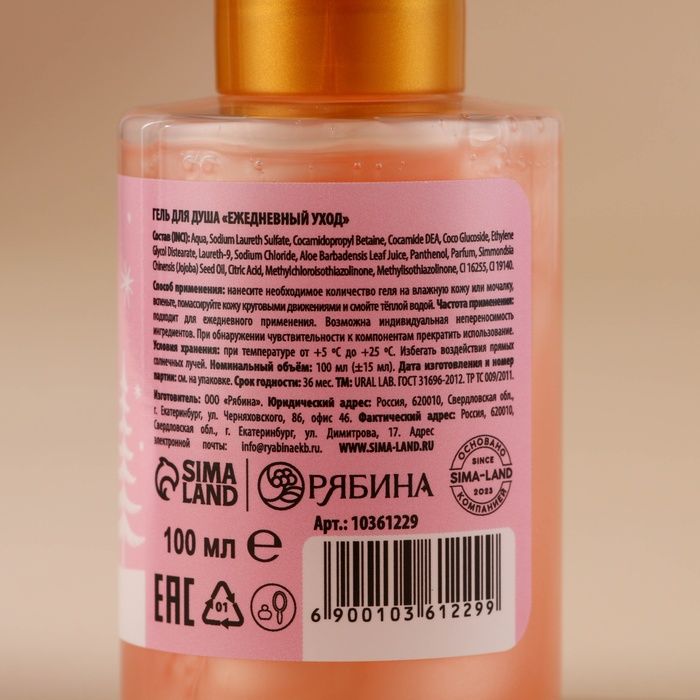 ГЕЛЬ ДЛЯ ДУША «ЕЖЕДНЕВНЫЙ УХОД»
Состав (INCI): Aqua, Sodium Laureth Sulfate, Cocamidopropyl Betaine, Cocamide DEA, Coco Glucoside, Ethylene
Glycol Distearate, Laureth-9, Sodium Chloride, Aloe Barbadensis Leaf Juice, Panthenol, Parfum, Simmondsia
Chinensis (Jojoba) Seed Oil, Citric Acid, Methylchloroisothiazolinone, Methylisothiazolinone, CI 16255, CI 19140.
Способ применения: нанесите необходимое количество геля на влажную кожу или мочалку,
вспеньте, помассируйте кожу круговыми движениями и смойте тёплой водой. Частота применения:
подходит для ежедневного применения. Возможна индивидуальная непереносимость
ингредиентов. При обнаружении чувствительности к компонентам прекратить использование.
Условия хранения: при температуре от +5 °С до +25 °С. Избегать воздействия прямых
солнечных лучей. Номинальный объём: 100 мл (±15 мл). Дата изготовления и номер
партии: см. на упаковке. Срок годности: 36 мес. ТМ: URAL LAB. ГОСТ 31696-2012. ТР ТС 009/2011.
Изготовитель: ООО «Рябина». Юридический адрес: Россия, 620010, Свердловская обл.,
г. Екатеринбург, ул. Черняховского, 86, офис 46. Фактический адрес: Россия, 620010,
Свердловская обл., г. Екатеринбург, ул. Димитрова, 17. Адрес
электронной почты: info@ryabinaekb.ru. WWW.SIMA-LAND.RU
SIMA LAND
РЯБИНА
ОСНОВАНО
SINCE
SIMA-LAND
2023
КОМПАНИЕЙ
Арт.: 10361229
100 мл e
EAC
01
6 900103 612299